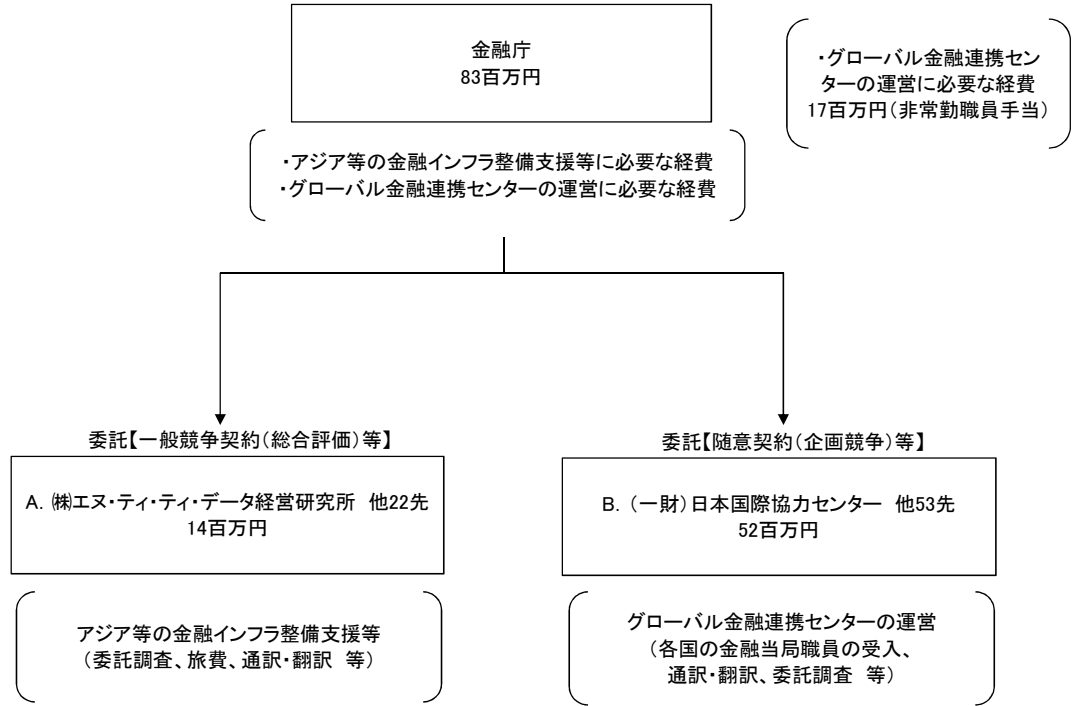 金融庁
83百万円
・グローバル金融連携セン
ターの運営に必要な経費
17百万円（非常勤職員手当）
・アジア等の金融インフラ整備支援等に必要な経費
・グローバル金融連携センターの運営に必要な経費
委託【一般競争契約（総合評価）等】
A. ㈱エヌ・ティ・ティ・データ経営研究所　他22先
14百万円
アジア等の金融インフラ整備支援等
（委託調査、旅費、通訳・翻訳　等）
委託【随意契約（企画競争）等】
B. （一財）日本国際協力センター　他53先
52百万円
グローバル金融連携センターの運営
（各国の金融当局職員の受入、
通訳・翻訳、委託調査　等）